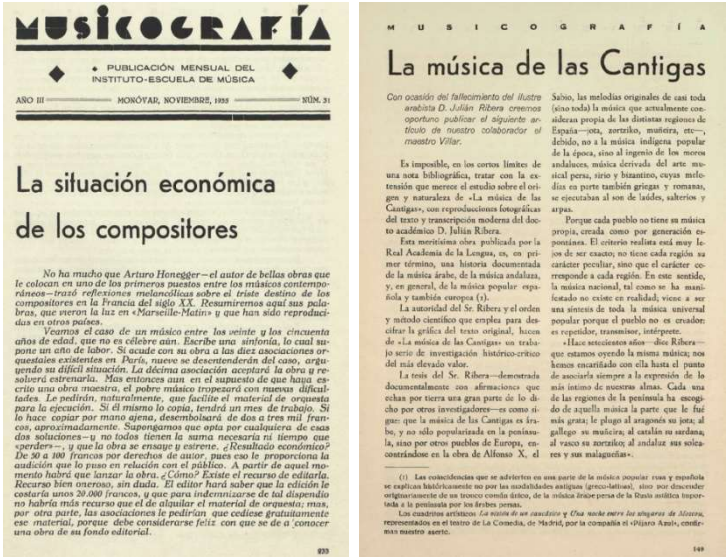 MUSICOGRAFÍA
• PUBLICACIÓN MENSUAL DEL
INSTITUTO-ESCUELA DE MÚSICA
AÑO III — MONÓVAR, NOVIEMBRE, 1935 — NÚM. 31
La situación económica
de los compositores
No ha mucho que Arturo Honegger—el autor de bellas obras que
le colocan en uno de los primeros puestos entre los músicos contempo-
ráneos—trazó reflexiones melancólicas sobre el triste destino de los
compositores en la Francia del siglo XX. Resumiremos aquí sus pala-
bras, que vieron la luz en «Marseille-Matin» y que han sido reproduci-
das en otros países.
Veamos el caso de un músico entre los veinte y los cincuenta
años de edad, que no es célebre aún. Escribe una sinfonía, lo cual su-
pone un año de labor. Si acude con su obra a las diez asociaciones or-
questales existentes en París, nueve se desentenderán del caso, argu-
yendo su difícil situación. La décima asociación aceptará la obra y re-
solverá estrenarla. Mas entonces aun en el supuesto de que haya es-
crito una obra maestra, el pobre músico tropezará con nuevas dificul-
tades. Le pedirán, naturalmente, que facilite el material de orquesta
para la ejecución. Si él mismo lo copia, tendrá un mes de trabajo. Si
lo hace copiar por mano ajena, desembolsará de dos a tres mil fran-
cos, aproximadamente. Supongamos que opta por cualquiera de esas
dos soluciones—y no todos tienen la suma necesaria ni tiempo que
«perder»—, y que la obra se ensaye y estrene. ¿Resultado económico?
De 50 a 100 francos por derechos de autor, pues eso le proporciona la
audición que lo puso en relación con el público. A partir de aquel mo-
mento habrá que lanzar la obra. ¿Cómo? Existe el recurso de editarla.
Recurso bien oneroso, sin duda. El editor hará saber que la edición le
costaría unos 20.000 francos, y que para indemnizarse de tal dispendio
no habría más recurso que el de alquilar el material de orquesta; mas,
por otra parte, las asociaciones le pedirían que cediese gratuitamente
ese material, porque debe considerarse feliz con que se de a conocer
una obra de su fondo editorial.
MUSICOGRAFÍA
La música de las Cantigas
Con ocasión del fallecimiento del ilustre
arabista D. Julián Ribera creemos
oportuno publicar el siguiente ar-
tículo de nuestro colaborador el
maestro Villar.
Es imposible, en los cortos límites de
una nota bibliográfica, tratar con la ex-
tensión que merece el estudio sobre el ori-
gen y naturaleza de «La música de las
Cantigas», con reproducciones fotográficas
del texto y transcripción moderna del doc-
to académico D. Julián Ribera.
Esta meritísima obra publicada por la
Real Academia de la Lengua, es, en pri-
mer término, una historia documentada
de la música árabe, de la música andaluza,
y, en general, de la música popular espa-
ñola y también europea (1).
La autoridad del Sr. Ribera y el orden
y método científico que emplea para des-
cifrar la gráfica del texto original, hacen
de «La música de las Cantigas» un traba-
jo serio de investigación histórico-crítico
del más elevado valor.
La tesis del Sr. Ribera—demostrada
documentalmente con afirmaciones que
echan por tierra una gran parte de lo di-
cho por otros investigadores—es como si-
gue: que la música de las Cantigas es ára-
be, y no sólo popularizada en la penínsu-
la, sino por otros pueblos de Europa, en-
contrándose en la obra de Alfonso X, el
Sabio, las melodías originales de casi toda
(sino toda) la música que actualmente con-
sideran propia de las distintas regiones de
España—jota, zortziko, muñeira, etc—,
debido, no a la música indígena popular
de la época, sino al ingenio de los moros
andaluces, música derivada del arte mu-
sical persa, sirio y bizantino, cuyas melo-
días en parte también griegas y romanas,
se ejecutaban al son de laúdes, salterios y
arpas.
Porque cada pueblo no tiene su música
propia, creada como por generación es-
pontánea. El criterio realista está muy le-
jos de ser exacto; no tiene cada región su
carácter peculiar, sino que el carácter co-
rresponde a cada región. En este sentido,
la música nacional, tal como se ha mani-
festado no existe en realidad; viene a ser
una síntesis de toda la música universal
popular porque el pueblo no es creador:
es repetidor, transmisor, intérprete.
«Hace setecientos años—dice Ribera—
que estamos oyendo la misma música; nos
hemos encariñado con ella hasta el punto
de asociarla siempre a la expresión de lo
más íntimo de nuestras almas. Cada una
de las regiones de la península ha escogi-
do de aquella música la parte que le fué
más grata; le plugo al aragonés su jota; al
gallego su muñeira; al catalán su sardana;
al vasco su zortziko; al andaluz sus solea-
res y sus malagueñas».
(1) Las coincidencias que se advierten en una parte de la música popular rusa y española
se explican históricamente no por las modalidades antiguas (greco-latinas), sino por descender
originariamente de un tronco común árico, de la música árabe-persa de la Rusia asiática impor-
tada a la península por los árabes persas.
Los cuadritos artísticos: La visión de un caucásico y Una noche entre los zíngaros de Moscou,
representados en el teatro de La Comedia, de Madrid, por la compañía el «Pájaro Azul», confir-
man nuestro aserto.
149